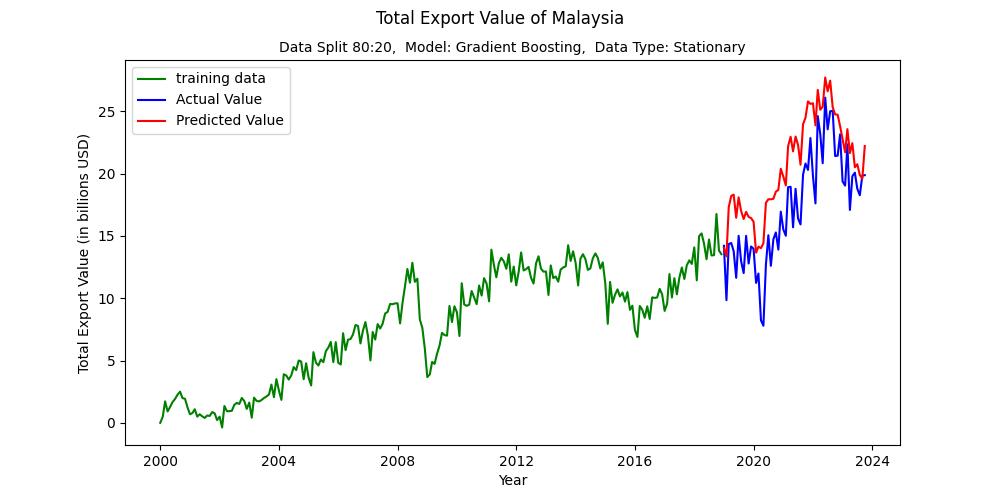 Total Export Value of Malaysia
Data Split 80:20,  Model: Gradient Boosting,  Data Type: Stationary
training data
Actual Value
Predicted Value
Total Export Value (in billions USD)
25
20
15
10
5
0
2000 2004 2008 2012 2016 2020 2024
Year